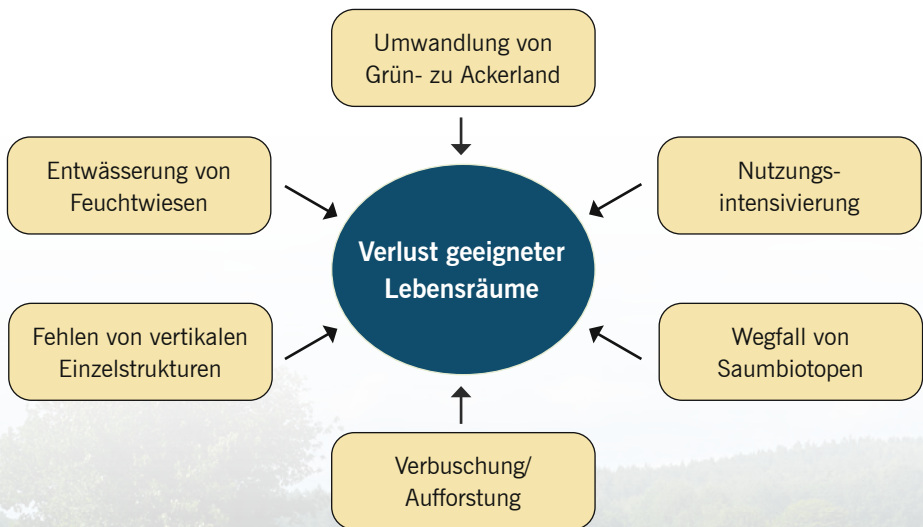 Umwandlung von
Grün- zu Ackerland
Entwässerung von
Feuchtwiesen
Nutzungs-
intensivierung
Verlust geeigneter
Lebensräume
Fehlen von vertikalen
Einzelstrukturen
Wegfall von
Saumbiotopen
Verbuschung/
Aufforstung